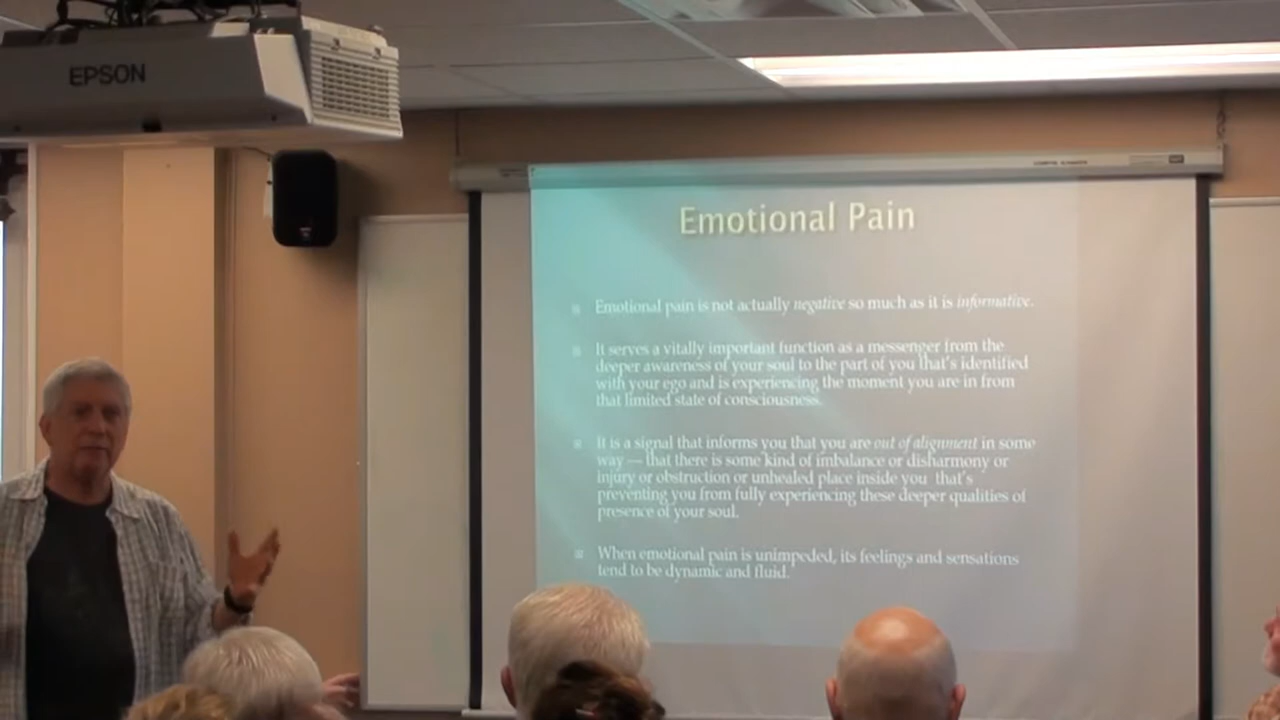 EPSON
Emotional Pain
Emotional pain is not actually negative so much as it is informative.
It serves a vitally important function as a messenger from the
deeper awareness of your soul to the part of you that's identified
with your ego and is experiencing the moment you are in from
that limited state of consciousness.
It is a signal that informs you that you are out of alignment in some
way — that there is some kind of imbalance or disharmony or
injury or obstruction or unhealed place inside you that's
preventing you from fully experiencing these deeper qualities of
presence of your soul.
When emotional pain is unimpeded, its feelings and sensations
tend to be dynamic and fluid.